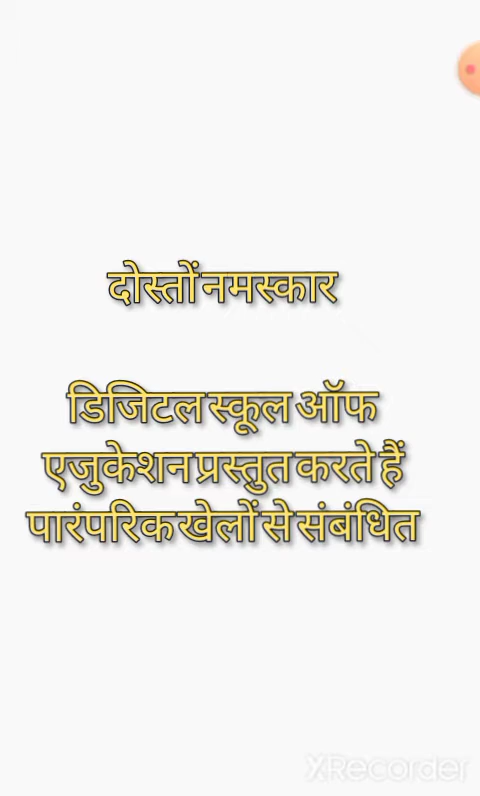 दोस्तों नमस्कार
डिजिटल स्कूल ऑफ
एजुकेशन प्रस्तुत करते हैं
पारंपरिक खेलों से संबंधित
XRecorder